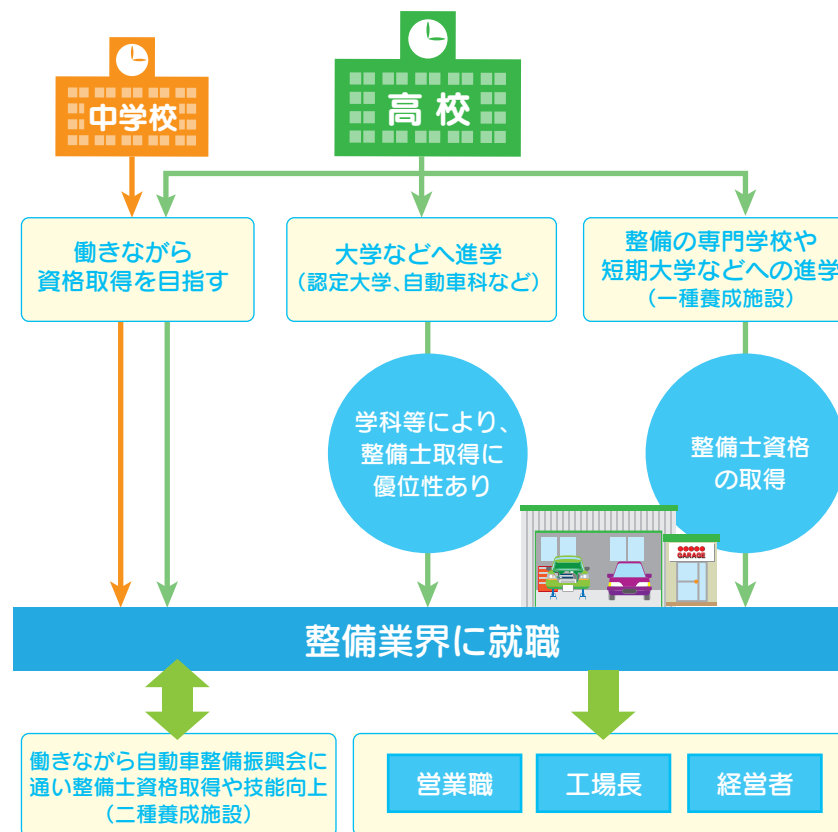 中学校
高校
働きながら
資格取得を目指す
大学などへ進学
（認定大学、自動車科など）
整備の専門学校や
短期大学などへの進学
（一種養成施設）
学科等により、
整備士取得に
優位性あり
整備士資格
の取得
GARAGE
整備業界に就職
働きながら自動車整備振興会に
通い整備士資格取得や技能向上
（二種養成施設）
営業職
工場長
経営者